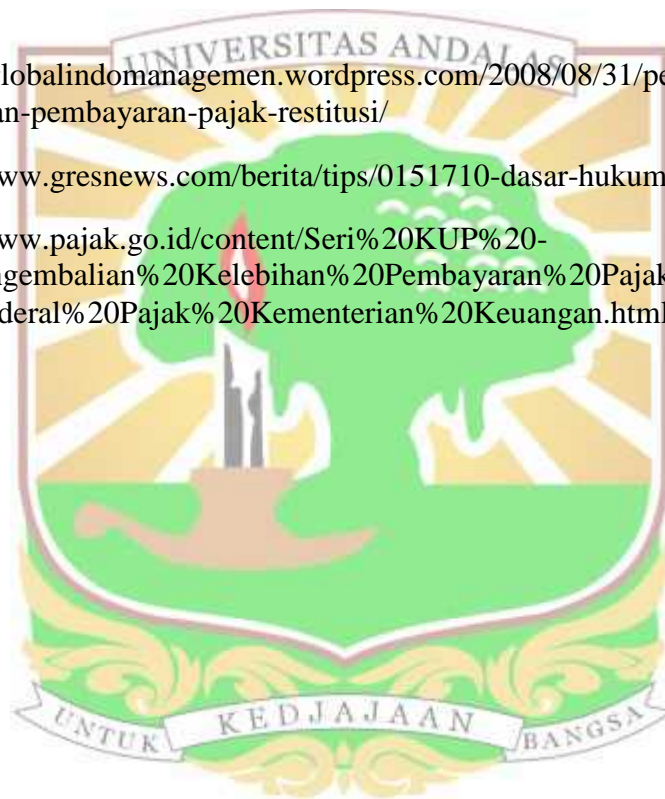 UNIVERSITAS ANDALAS
lobalindomanagemen.wordpress.com/2008/08/31/pe
an-pembayaran-pajak-restitusi/
ww.gresnews.com/berita/tips/0151710-dasar-hukum
ww.pajak.go.id/content/Seri%20KUP%20-
ngembalian%20Kelebihan%20Pembayaran%20Pajak
deral%20Pajak%20Kementerian%20Keuangan.html
UNTUK KEDJAJAAN BANGSA